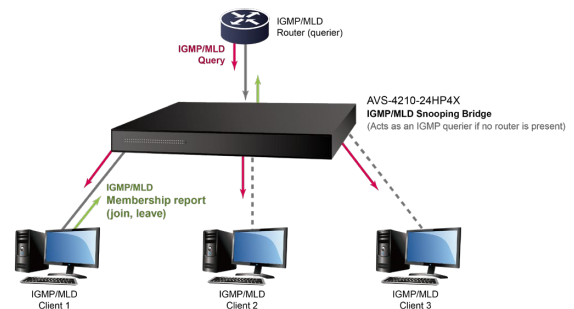 IGMP/MLD
Router (querier)
IGMP/MLD
Query
AVS-4210-24HP4X
IGMP/MLD Snooping Bridge
(Acts as an IGMP querier if no router is present)
IGMP/MLD
Membership report
(join, leave)
IGMP/MLD
Client 1
IGMP/MLD
Client 2
IGMP/MLD
Client 3